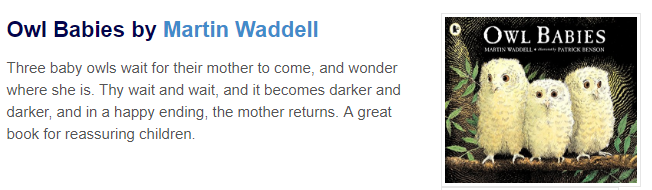 Owl Babies by Martin Waddell
Three baby owls wait for their mother to come, and wonder
where she is. Thy wait and wait, and it becomes darker and
darker, and in a happy ending, the mother returns. A great
book for reassuring children.
OWL BABIES
MARTIN WADDELL illustrated by PATRICK BENSON